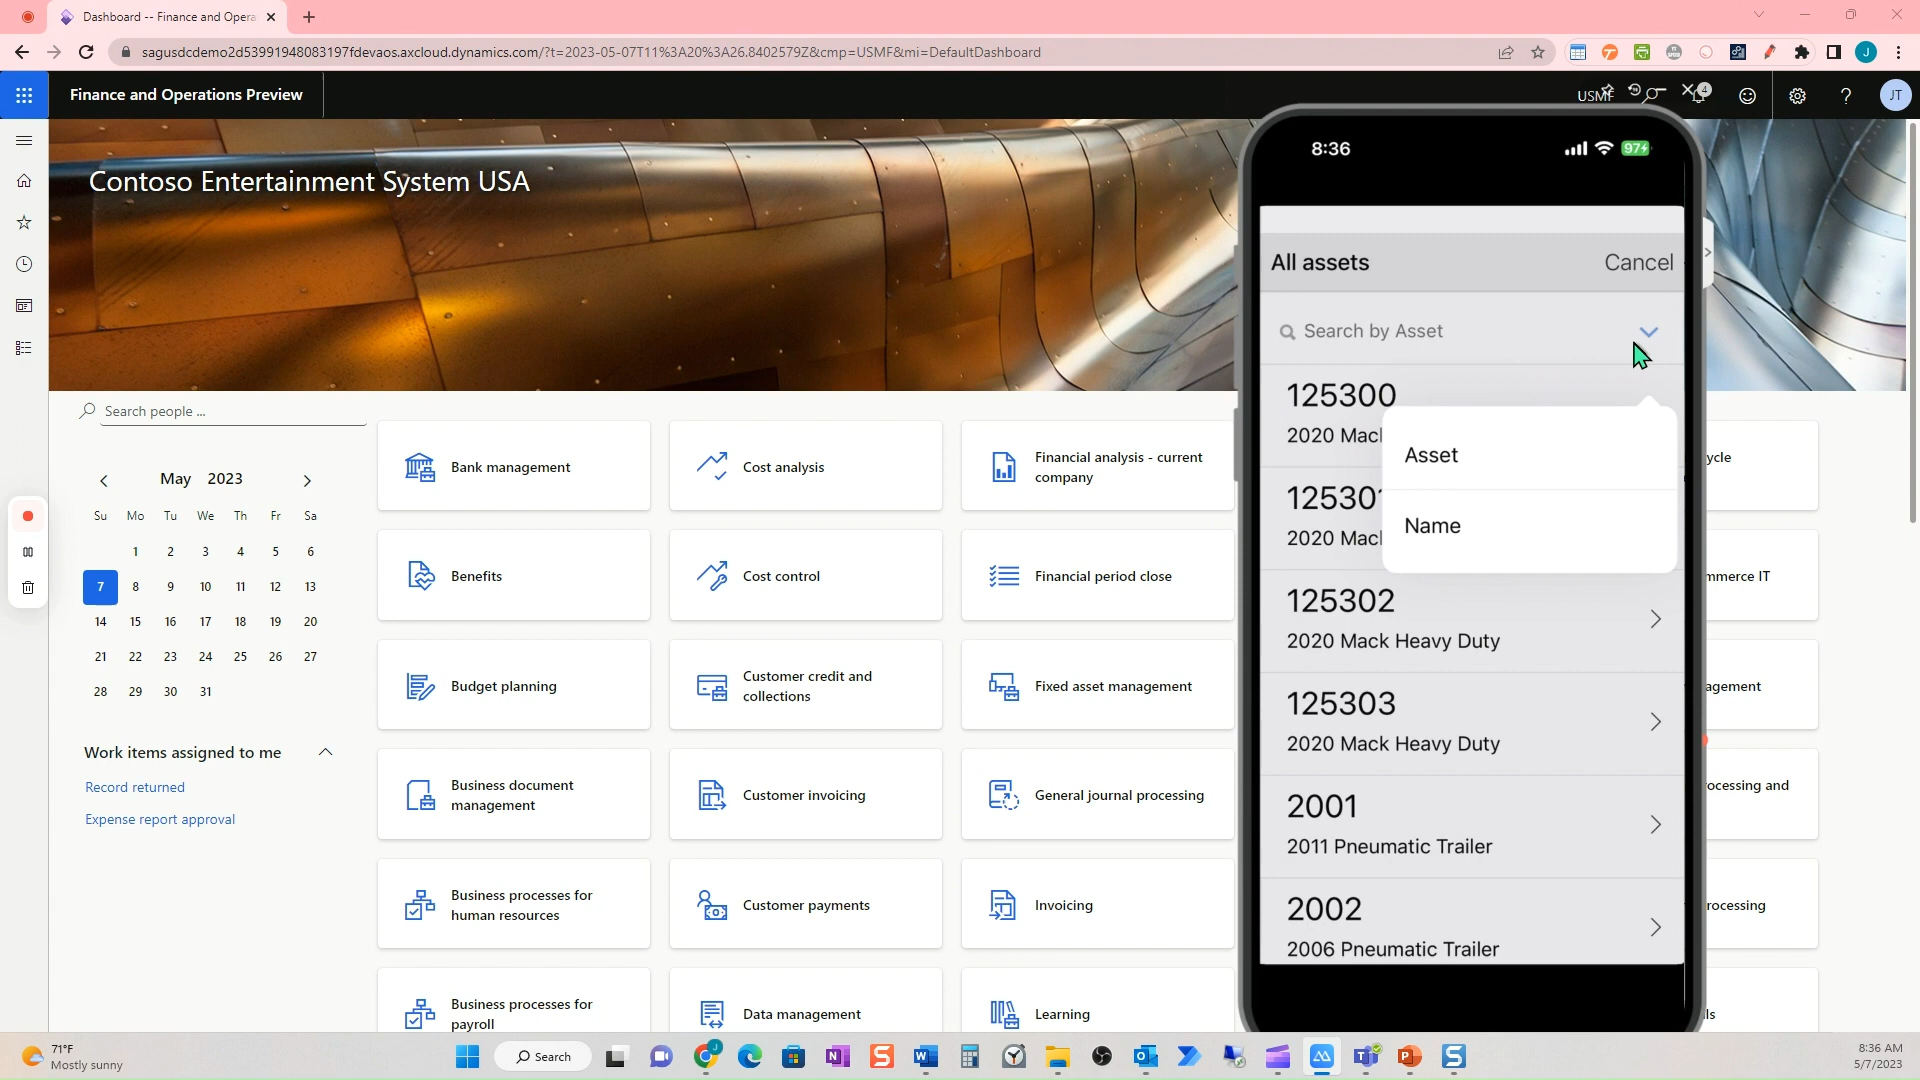 Dashboard -- Finance and Opera
sagusdcdemo2d53991948083197fdevaos.axcloud.dynamics.com/?t=2023-05-07T11%3A20%3A26.8402579Z&cmp=USMF&mi=DefaultDashboard
J
Finance and Operations Preview
USMF
4
?
JT
Contoso Entertainment System USA
Search people ...
May 2023
Su Mo Tu We Th Fr Sa
1 2 3 4 5 6
7 8 9 10 11 12 13
14 15 16 17 18 19 20
21 22 23 24 25 26 27
28 29 30 31
Work items assigned to me
Record returned
Expense report approval
Bank management
Cost analysis
Financial analysis - current
company
ycle
Benefits
Cost control
Financial period close
mmerce IT
Budget planning
Customer credit and
collections
Fixed asset management
agement
Business document
management
Customer invoicing
General journal processing
ocessing and
Business processes for
human resources
Customer payments
Invoicing
rocessing
Business processes for
payroll
Data management
Learning
ls
8:36
97
All assets
Cancel
Search by Asset
125300
2020 Mack
Asset
12530
2020 Mack
Name
125302
2020 Mack Heavy Duty
125303
2020 Mack Heavy Duty
2001
2011 Pneumatic Trailer
2002
2006 Pneumatic Trailer
71°F
Mostly sunny
Search
8:36 AM
5/7/2023